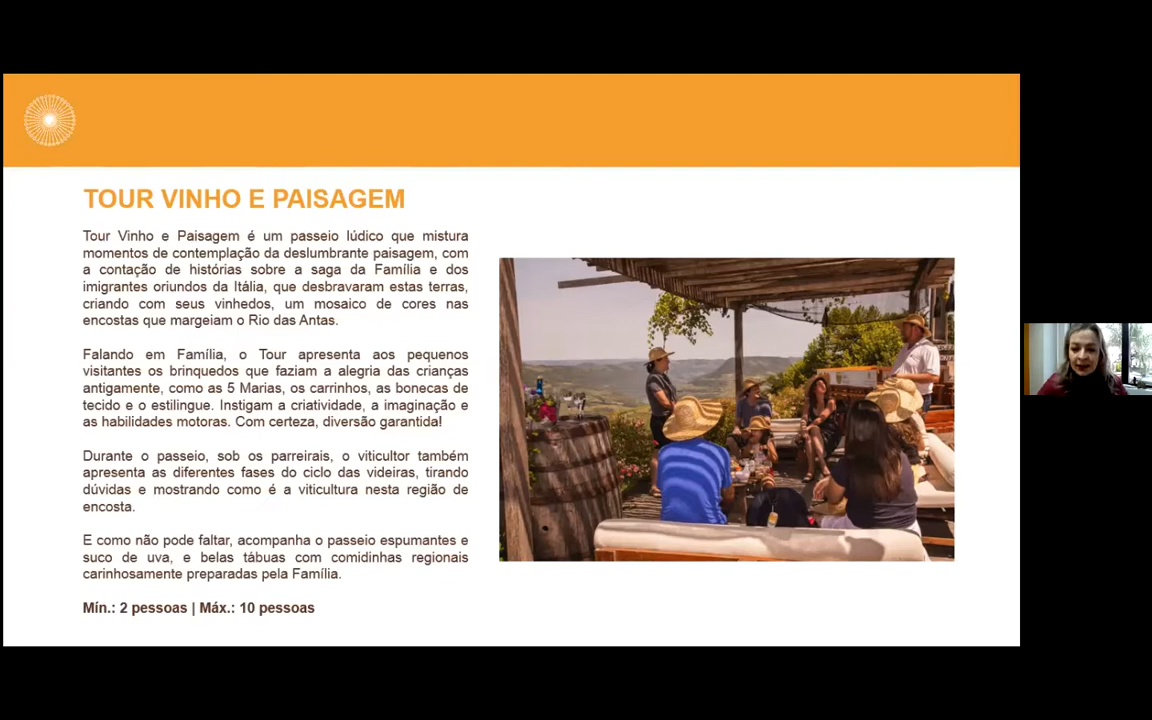 TOUR VINHO E PAISAGEM
Tour Vinho e Paisagem é um passeio lúdico que mistura
momentos de contemplação da deslumbrante paisagem, com
a contação de histórias sobre a saga da Família e dos
imigrantes oriundos da Itália, que desbravaram estas terras,
criando com seus vinhedos, um mosaico de cores nas
encostas que margeiam o Rio das Antas.
Falando em Família, o Tour apresenta aos pequenos
visitantes os brinquedos que faziam a alegria das crianças
antigamente, como as 5 Marias, os carrinhos, as bonecas de
tecido e o estilingue. Instigam a criatividade, a imaginação e
as habilidades motoras. Com certeza, diversão garantida!
Durante o passeio, sob os parreirais, o viticultor também
apresenta as diferentes fases do ciclo das videiras, tirando
dúvidas e mostrando como é a viticultura nesta região de
encosta.
E como não pode faltar, acompanha o passeio espumantes e
suco de uva, e belas tábuas com comidinhas regionais
carinhosamente preparadas pela Família.
Mín.: 2 pessoas | Máx.: 10 pessoas